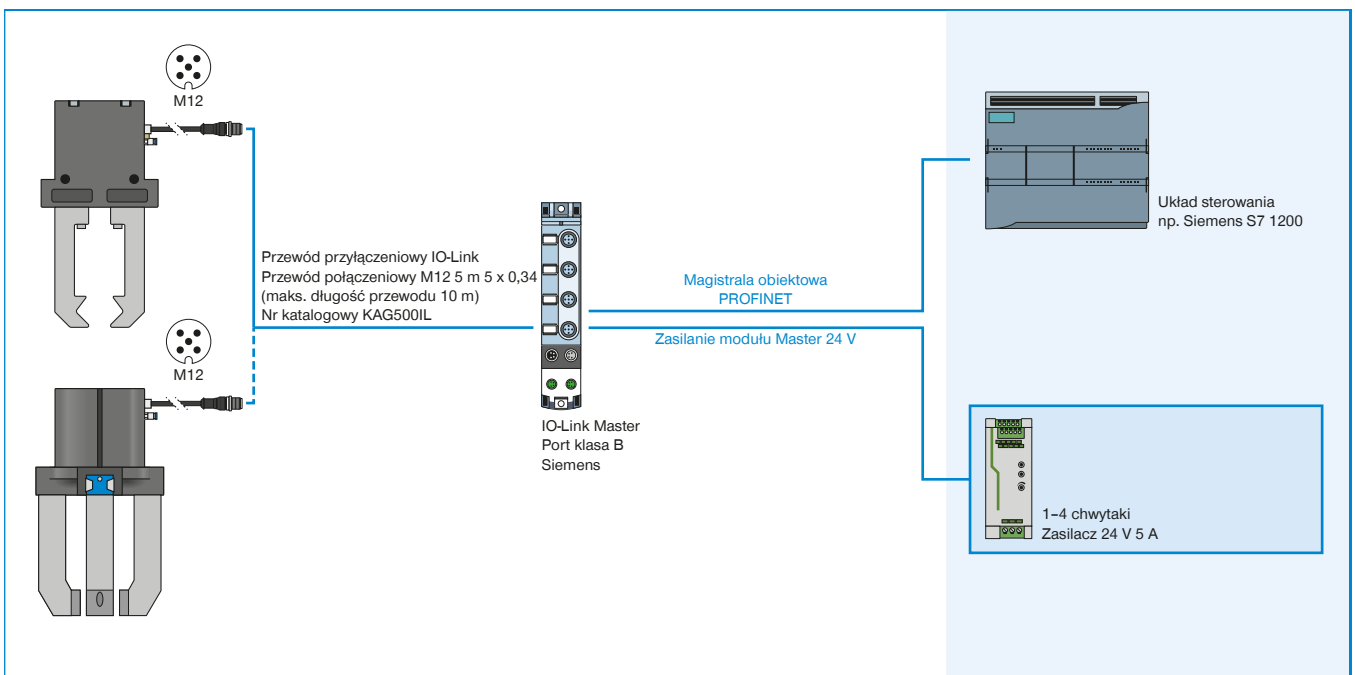 M12
Przewód przyłączeniowy IO-Link
Przewód połączeniowy M12 5 m 5 x 0,34
(maks. długość przewodu 10 m)
Nr katalogowy KAG500IL
M12
IO-Link Master
Port klasa B
Siemens
Magistrala obiektowa
PROFINET
Zasilanie modułu Master 24 V
Układ sterowania
np. Siemens S7 1200
1–4 chwytaki
Zasilacz 24 V 5 A